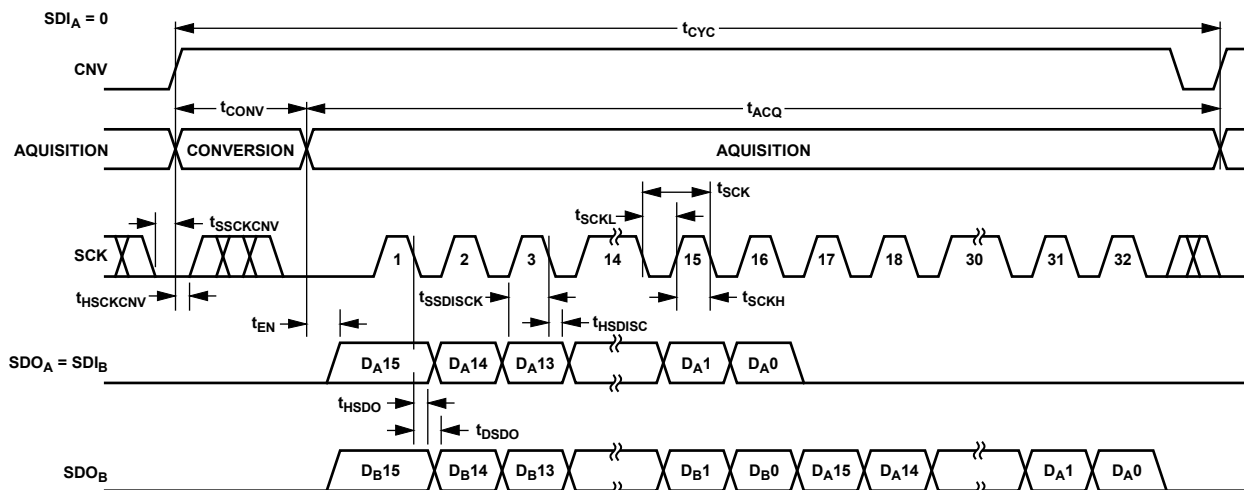 SDIA = 0
tCYC
CNV
tCONV tACQ
AQUISITION CONVERSION AQUISITION
tSCK
tSCKL
tSSCKCNV
SCK 1 2 3 14 15 16 17 18 30 31 32
tHSCKCNV tSSDISCK tSCKH
tEN tHSDISC
SDOA = SDIB DA15 DA14 DA13 DA1 DA0
tHSDO
tDSDO
SDOB DB15 DB14 DB13 DB1 DB0 DA15 DA14 DA1 DA0